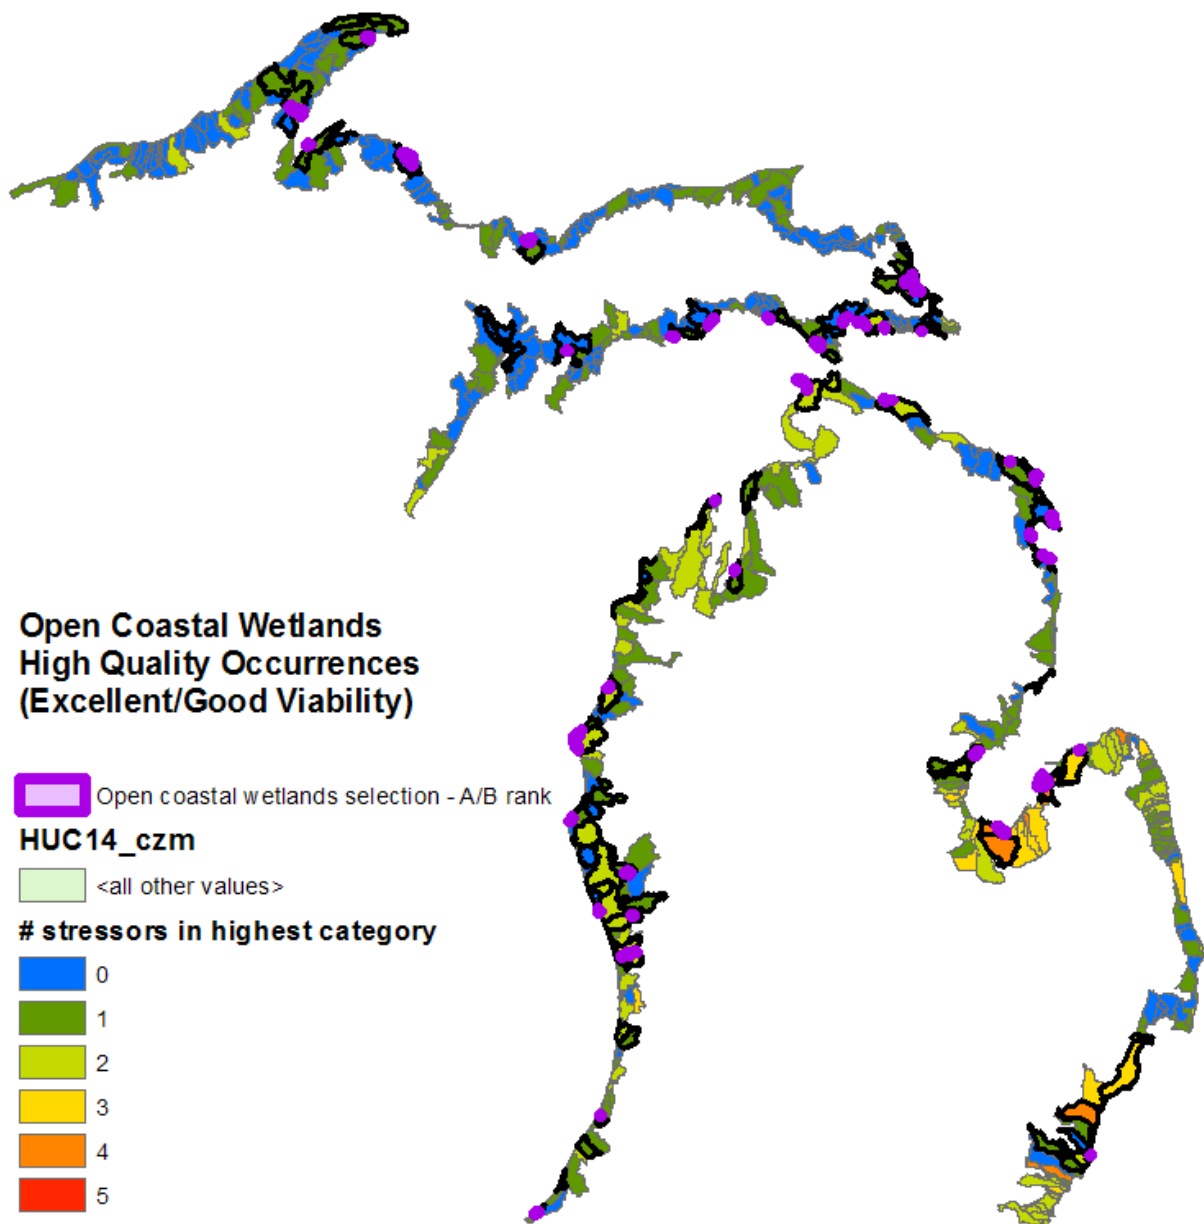 Open Coastal Wetlands
High Quality Occurrences
(Excellent/Good Viability)
Open coastal wetlands selection - A/B rank
HUC14_czm
<all other values>
# stressors in highest category
0
1
2
3
4
5